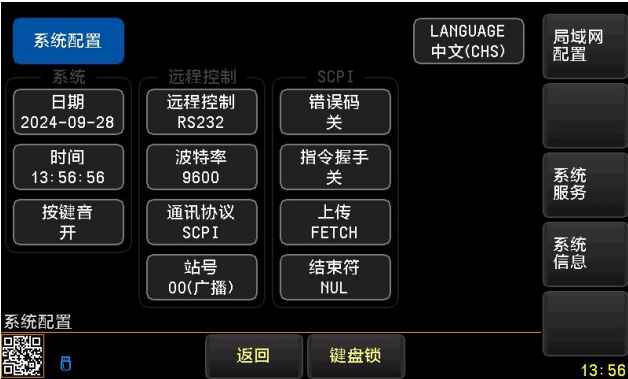 系统配置
LANGUAGE
中文(CHS)
局域网
配置
系统
远程控制
SCPI
日期
2024-09-28
远程控制
RS232
错误码
关
时间
13:56:56
波特率
9600
指令握手
关
系统
服务
按键音
开
通讯协议
SCPI
上传
FETCH
系统
信息
站号
00(广播)
结束符
NUL
系统配置
返回
键盘锁
13:56